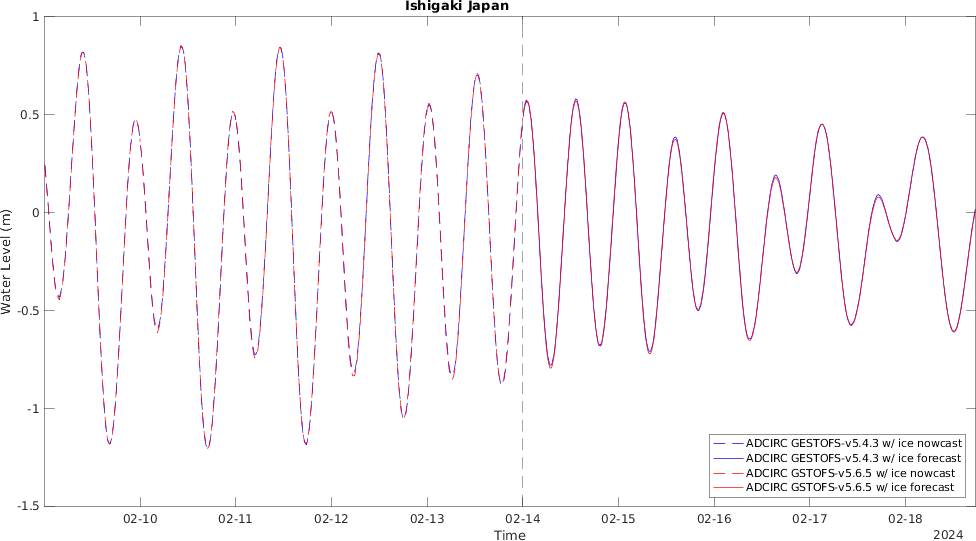 Ishigaki Japan
1
0.5
0
-0.5
-1
-1.5
Water Level (m)
02-10 02-11 02-12 02-13 02-14 02-15 02-16 02-17 02-18
Time
2024
ADCIRC GESTOFS-v5.4.3 w/ ice nowcast
ADCIRC GESTOFS-v5.4.3 w/ ice forecast
ADCIRC GSTOFS-v5.6.5 w/ ice nowcast
ADCIRC GSTOFS-v5.6.5 w/ ice forecast